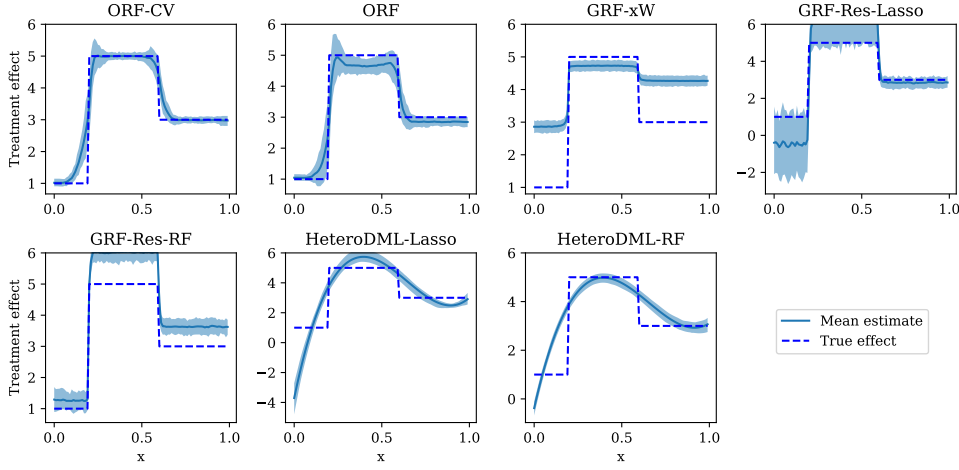 ORF-CV
ORF
GRF-xW
GRF-Res-Lasso
Treatment effect
6
5
4
3
2
1
0.0 0.5 1.0
6
5
4
3
2
1
0.0 0.5 1.0
6
5
4
3
2
1
0.0 0.5 1.0
6
4
2
0
−2
0.0 0.5 1.0
GRF-Res-RF
HeteroDML-Lasso
HeteroDML-RF
Treatment effect
6
5
4
3
2
1
0.0 0.5 1.0
x
6
4
2
0
−2
−4
0.0 0.5 1.0
x
6
4
2
0
0.0 0.5 1.0
x
Mean estimate
True effect